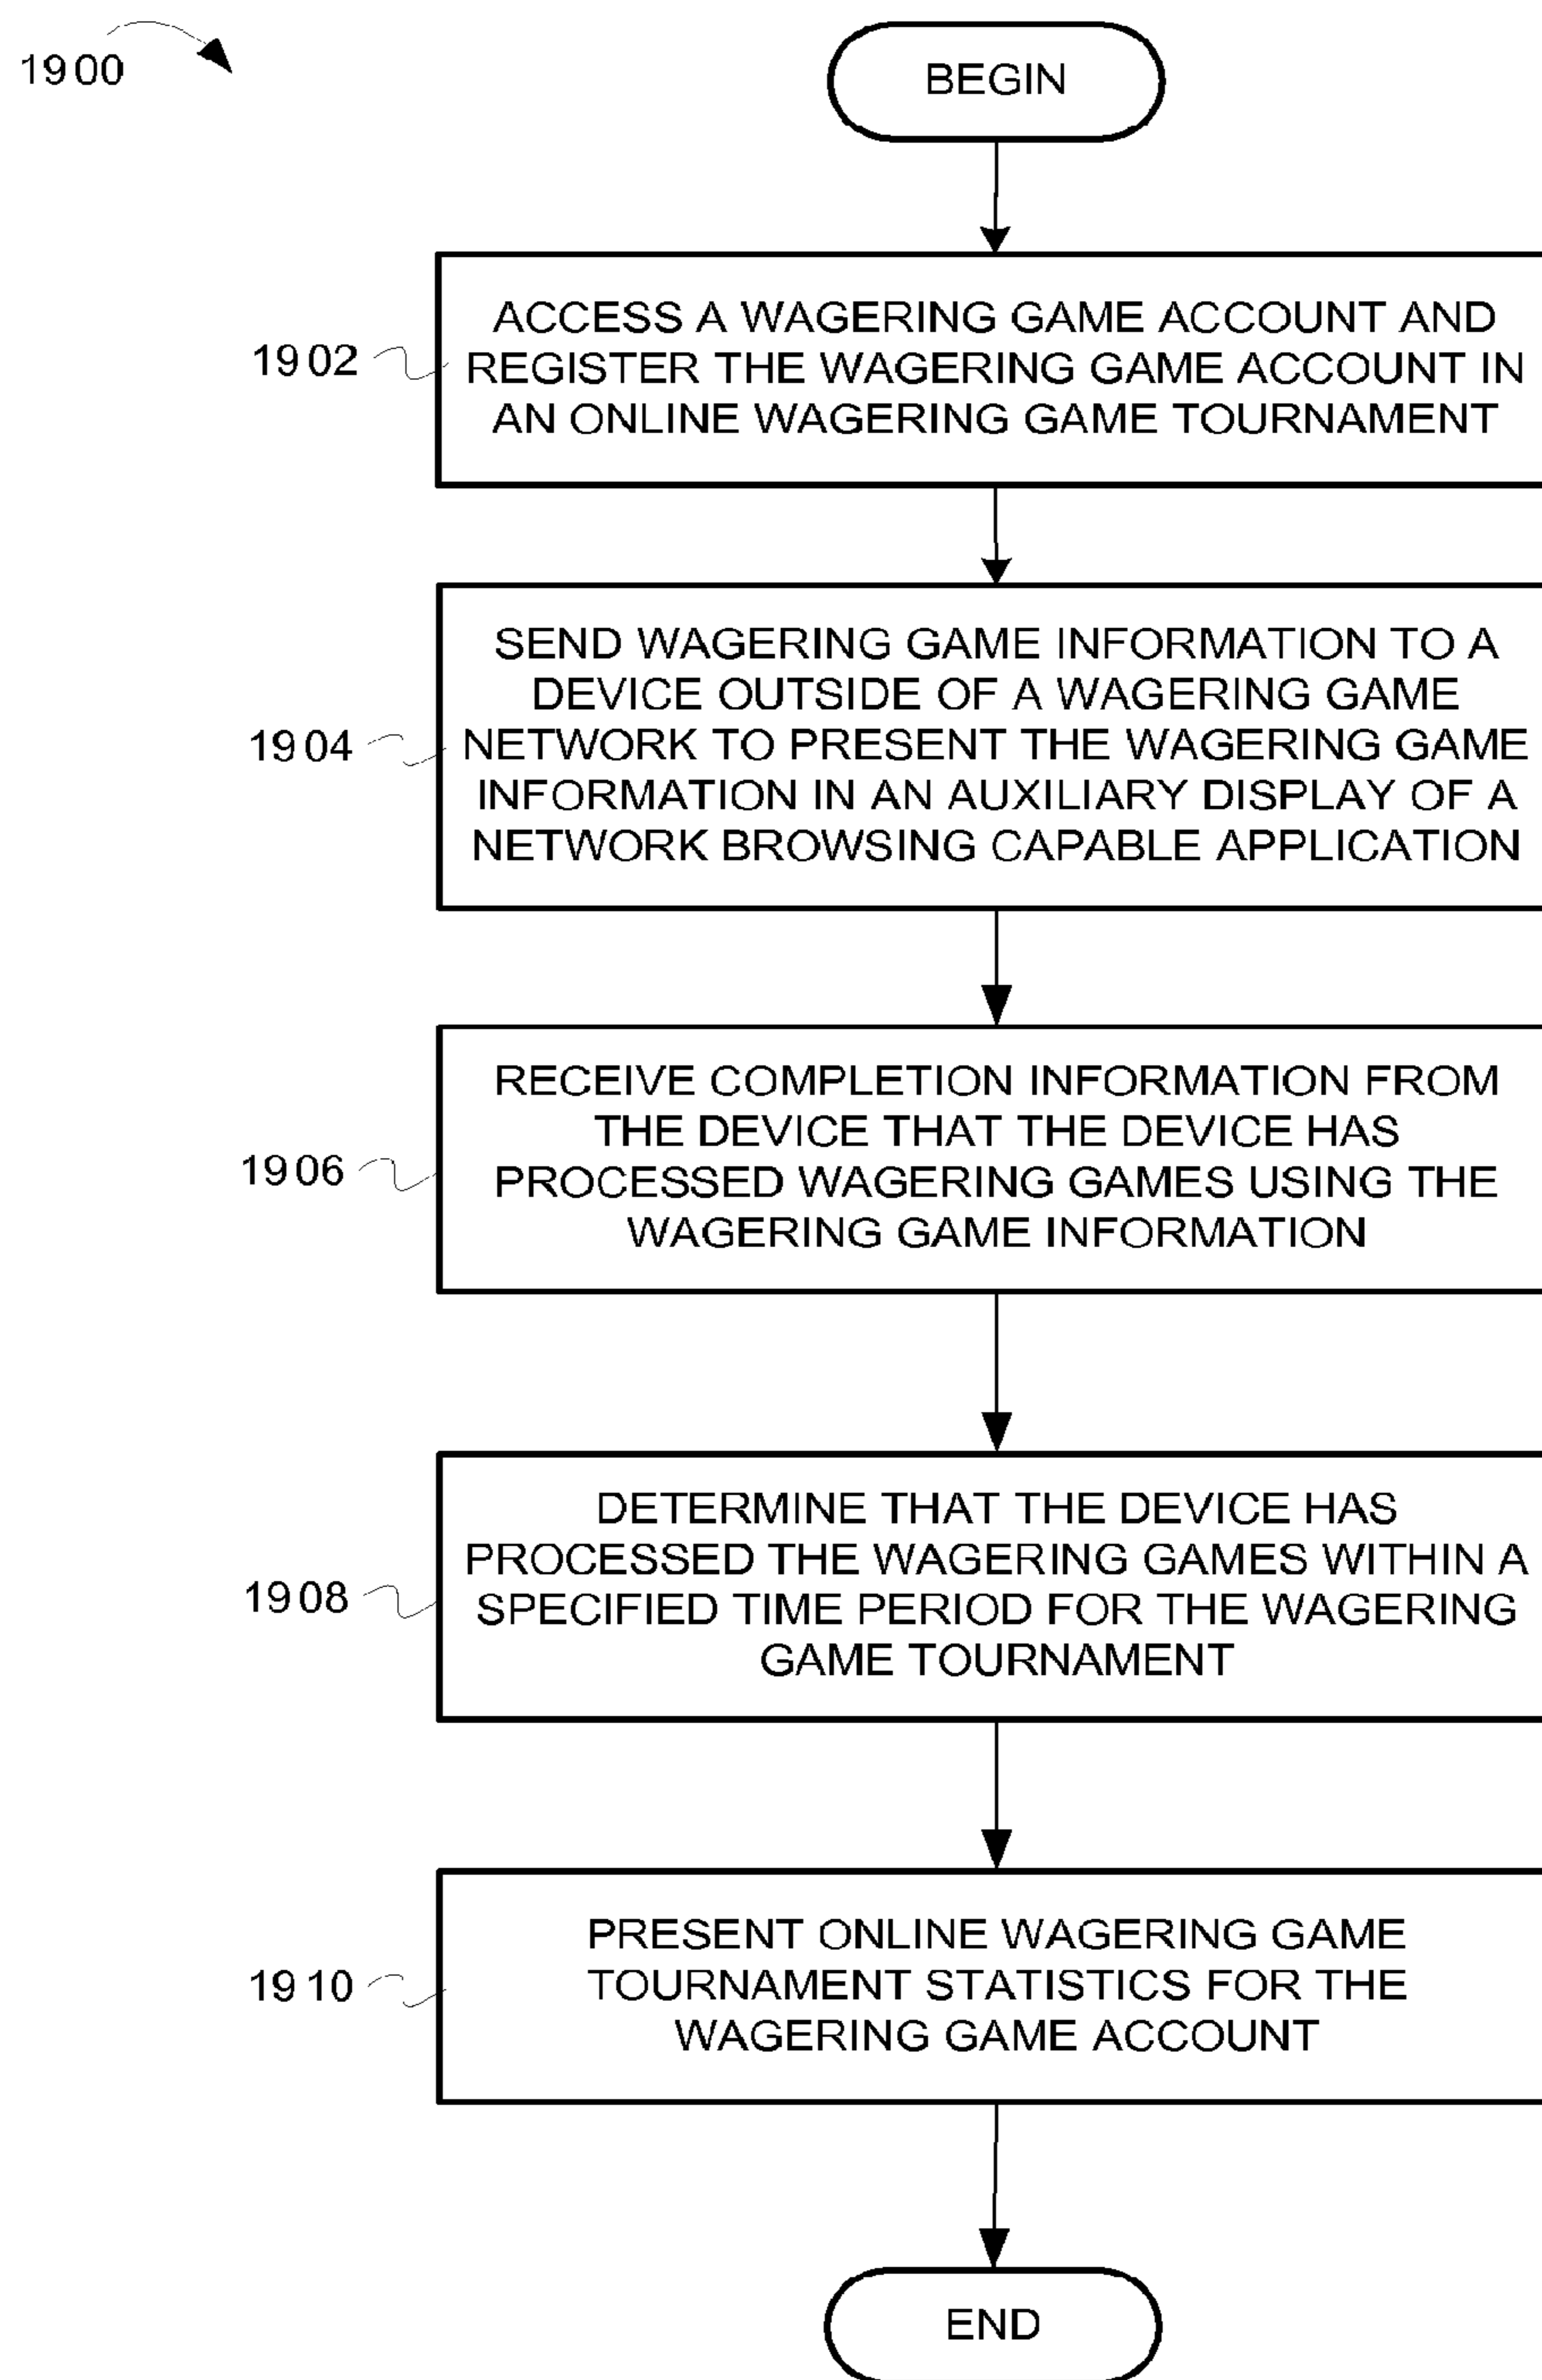 1900
BEGIN
1902
ACCESS A WAGERING GAME ACCOUNT AND
REGISTER THE WAGERING GAME ACCOUNT IN
AN ONLINE WAGERING GAME TOURNAMENT
1904
SEND WAGERING GAME INFORMATION TO A
DEVICE OUTSIDE OF A WAGERING GAME
NETWORK TO PRESENT THE WAGERING GAME
INFORMATION IN AN AUXILIARY DISPLAY OF A
NETWORK BROWSING CAPABLE APPLICATION
1906
RECEIVE COMPLETION INFORMATION FROM
THE DEVICE THAT THE DEVICE HAS
PROCESSED WAGERING GAMES USING THE
WAGERING GAME INFORMATION
1908
DETERMINE THAT THE DEVICE HAS
PROCESSED THE WAGERING GAMES WITHIN A
SPECIFIED TIME PERIOD FOR THE WAGERING
GAME TOURNAMENT
1910
PRESENT ONLINE WAGERING GAME
TOURNAMENT STATISTICS FOR THE
WAGERING GAME ACCOUNT
END